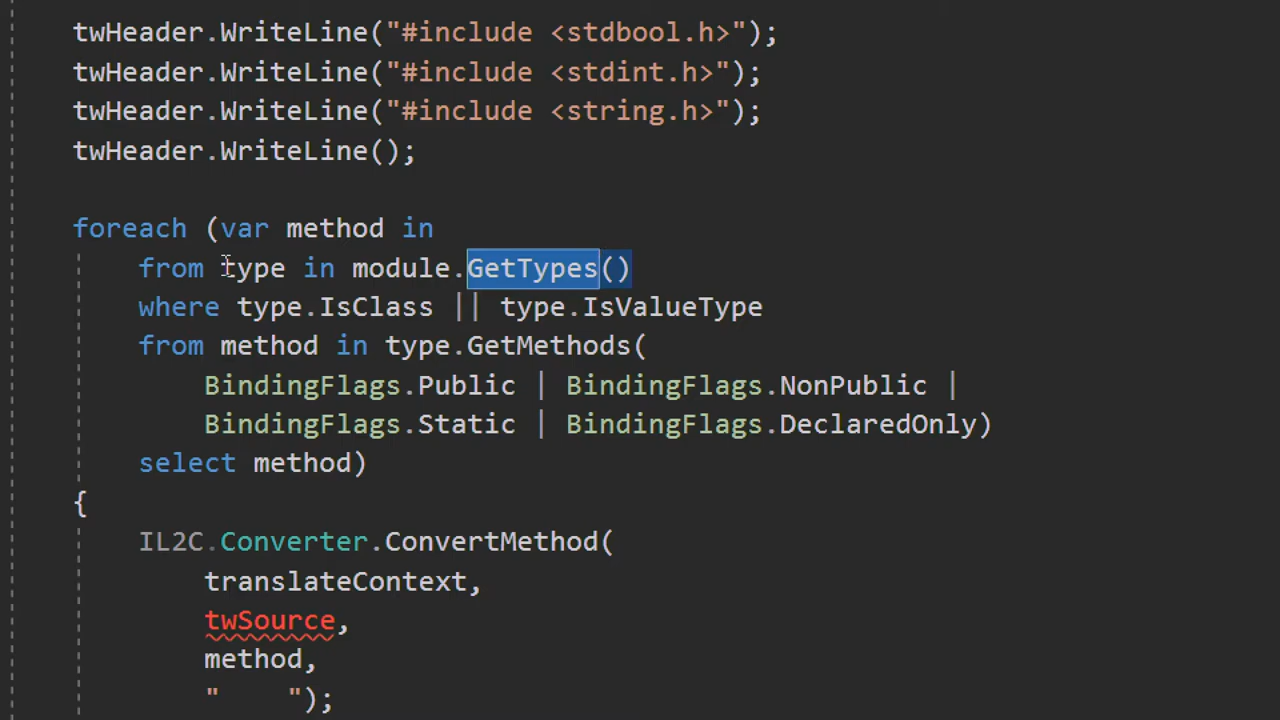 twHeader.WriteLine("#include <stdbool.h>");
twHeader.WriteLine("#include <stdint.h>");
twHeader.WriteLine("#include <string.h>");
twHeader.WriteLine();
foreach (var method in
from type in module.GetTypes()
where type.IsClass || type.IsValueType
from method in type.GetMethods(
BindingFlags.Public | BindingFlags.NonPublic |
BindingFlags.Static | BindingFlags.DeclaredOnly)
select method)
{
IL2C.Converter.ConvertMethod(
translateContext,
twSource,
method,
"    ");